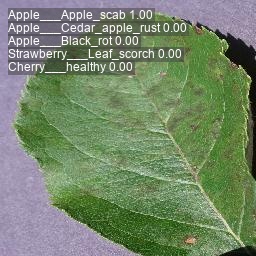 Apple___Apple_scab 1.00
Apple___Cedar_apple_rust 0.00
Apple___Black_rot 0.00
Strawberry___Leaf_scorch 0.00
Cherry___healthy 0.00